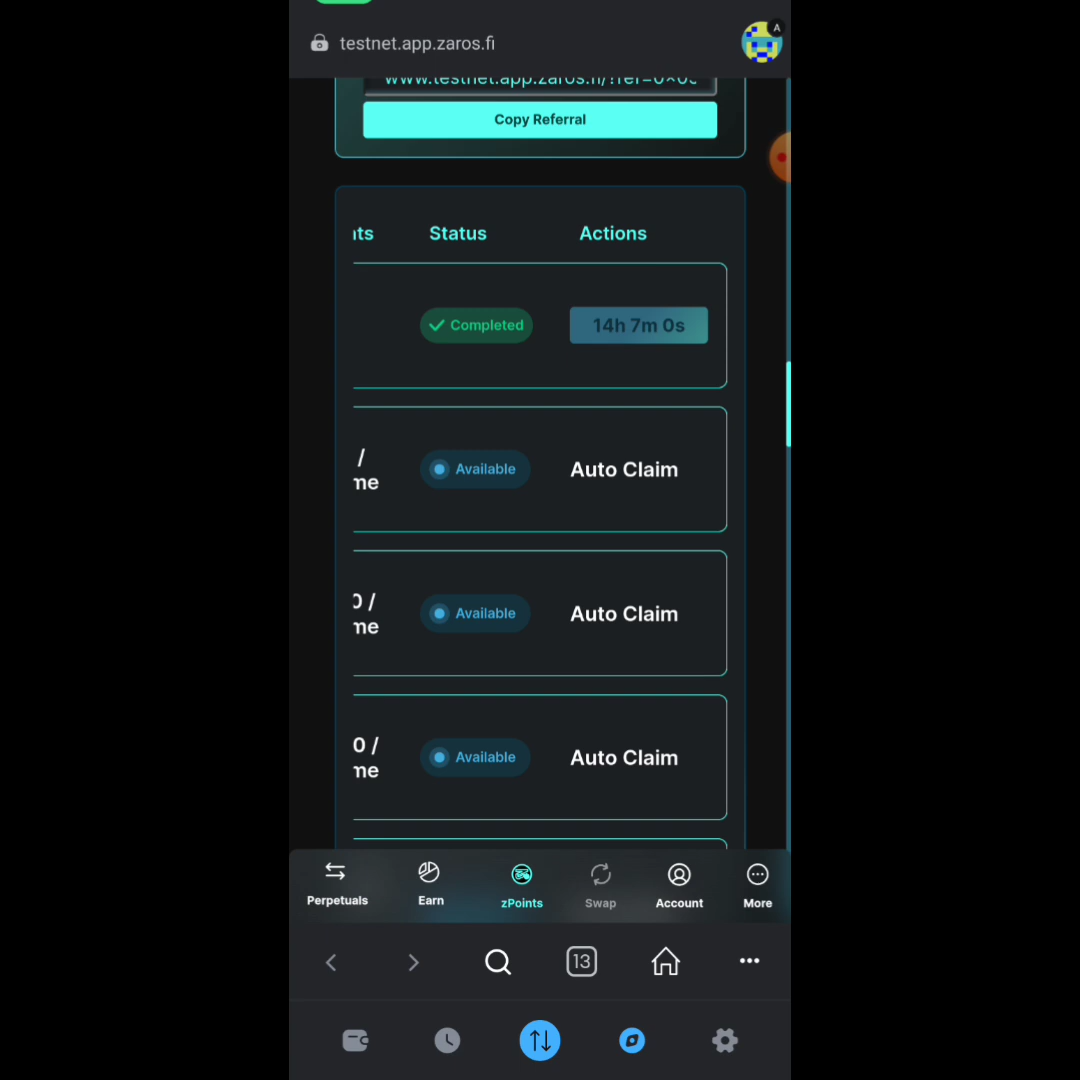 testnet.app.zaros.fi
A
Copy Referral
Status Actions
Completed 14h 7m 0s
/
Available Auto Claim
Available Auto Claim
0 /
Available Auto Claim
Perpetuals Earn zPoints Swap Account More
13